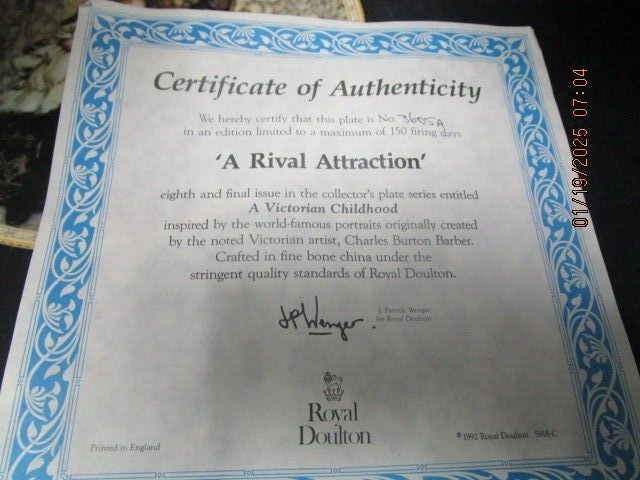 Certificate of Authenticity
We hereby certify that this plate is No. 3605A
in an edition limited to a maximum of 150 firing days
'A Rival Attraction'
eighth and final issue in the collector's plate series entitled
A Victorian Childhood
inspired by the world-famous portraits originally created
by the noted Victorian artist, Charles Burton Barber.
Crafted in fine bone china under the
stringent quality standards of Royal Doulton.
JPWenger.
J. Patrick Wenger
for Royal Doulton
Royal
Doulton
Printed in England
© 1992 Royal Doulton 5918-C
01/19/2025 07:04